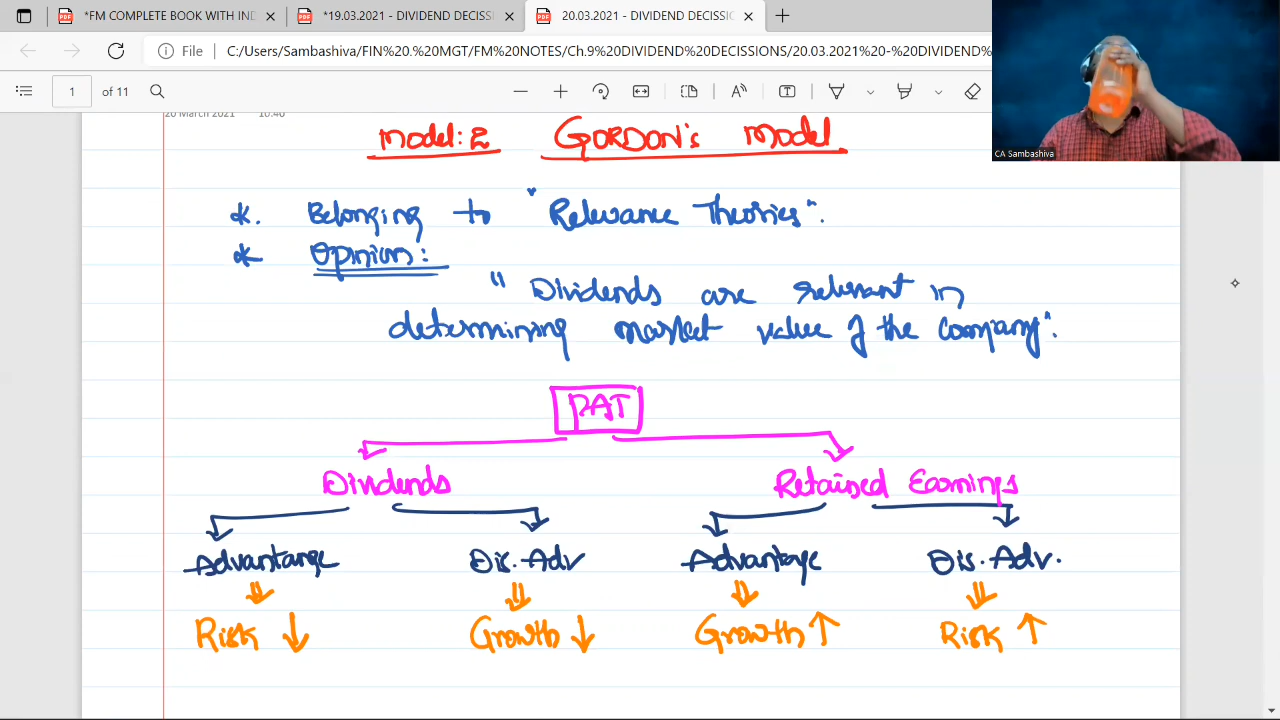 *FM COMPLETE BOOK WITH IND
*19.03.2021 - DIVIDEND DECISSI
20.03.2021 - DIVIDEND DECISSIO
File
C:/Users/Sambashiva/FIN%20%20MGT/FM%20NOTES/Ch.9%20DIVIDEND%20DECISSIONS/20.03.2021%20-%20DIVIDEND%
1 of 11
20 March 2021 10:46
CA Sambashiva
Model: 2 GORDON's Model
*. Belonging to "Relevance Theories".
* Opinion:
" Dividends are relevant in
determining market value of the Company".
PAT
Dividends Retained Earnings
Advantange Dis. Adv Advantage Dis. Adv.
Risk ↓ Growth ↓ Growth ↑ Risk ↑